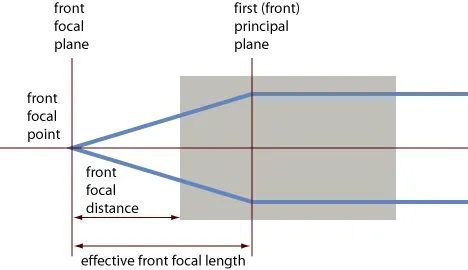 front
focal
plane
first (front)
principal
plane
front
focal
point
front
focal
distance
effective front focal length